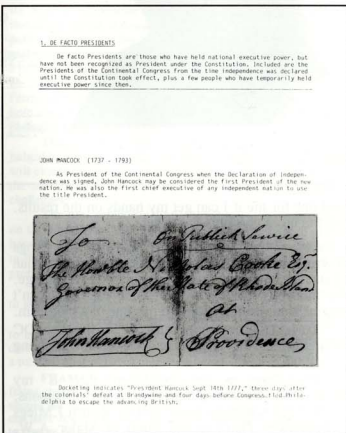 1. DE FACTO PRESIDENTS
De facto Presidents are those who have held national executive power, but
have not been recognized as President under the Constitution. Included are the
Presidents of the Continental Congress from the time independence was declared
until the Constitution took effect, plus a few people who have temporarily held
executive power since then.
JOHN HANCOCK (1737 - 1793)
As President of the Continental Congress when the Declaration of Indepen-
dence was signed, John Hancock may be considered the first President of the new
nation. He was also the first chief executive of any independent nation to use
the title President.
To On Publick Service
The Honble Nicholas Cooke Esqr.
Governor of the State of Rhode Island
at
John Hancock Providence
Docketing indicates "President Hancock Sept 14th 1777," three days after
the colonials' defeat at Brandywine and four days before Congress fled Phila-
delphia to escape the advancing British.